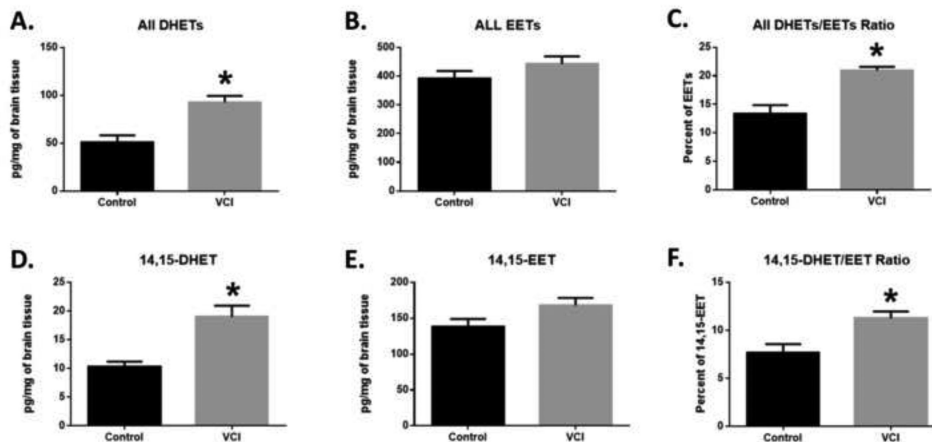 A.
All DHETs
pg/mg of brain tissue
150
100
50
0
*
Control
VCI
B.
ALL EETs
pg/mg of brain tissue
500
400
300
200
100
0
Control
VCI
C.
All DHETs/EETs Ratio
Percent of EETs
25
20
15
10
5
0
*
Control
VCI
D.
14,15-DHET
pg/mg of brain tissue
25
20
15
10
5
0
*
Control
VCI
E.
14,15-EET
pg/mg of brain tissue
200
150
100
50
0
Control
VCI
F.
14,15-DHET/EET Ratio
Percent of 14,15-EET
15
10
5
0
*
Control
VCI